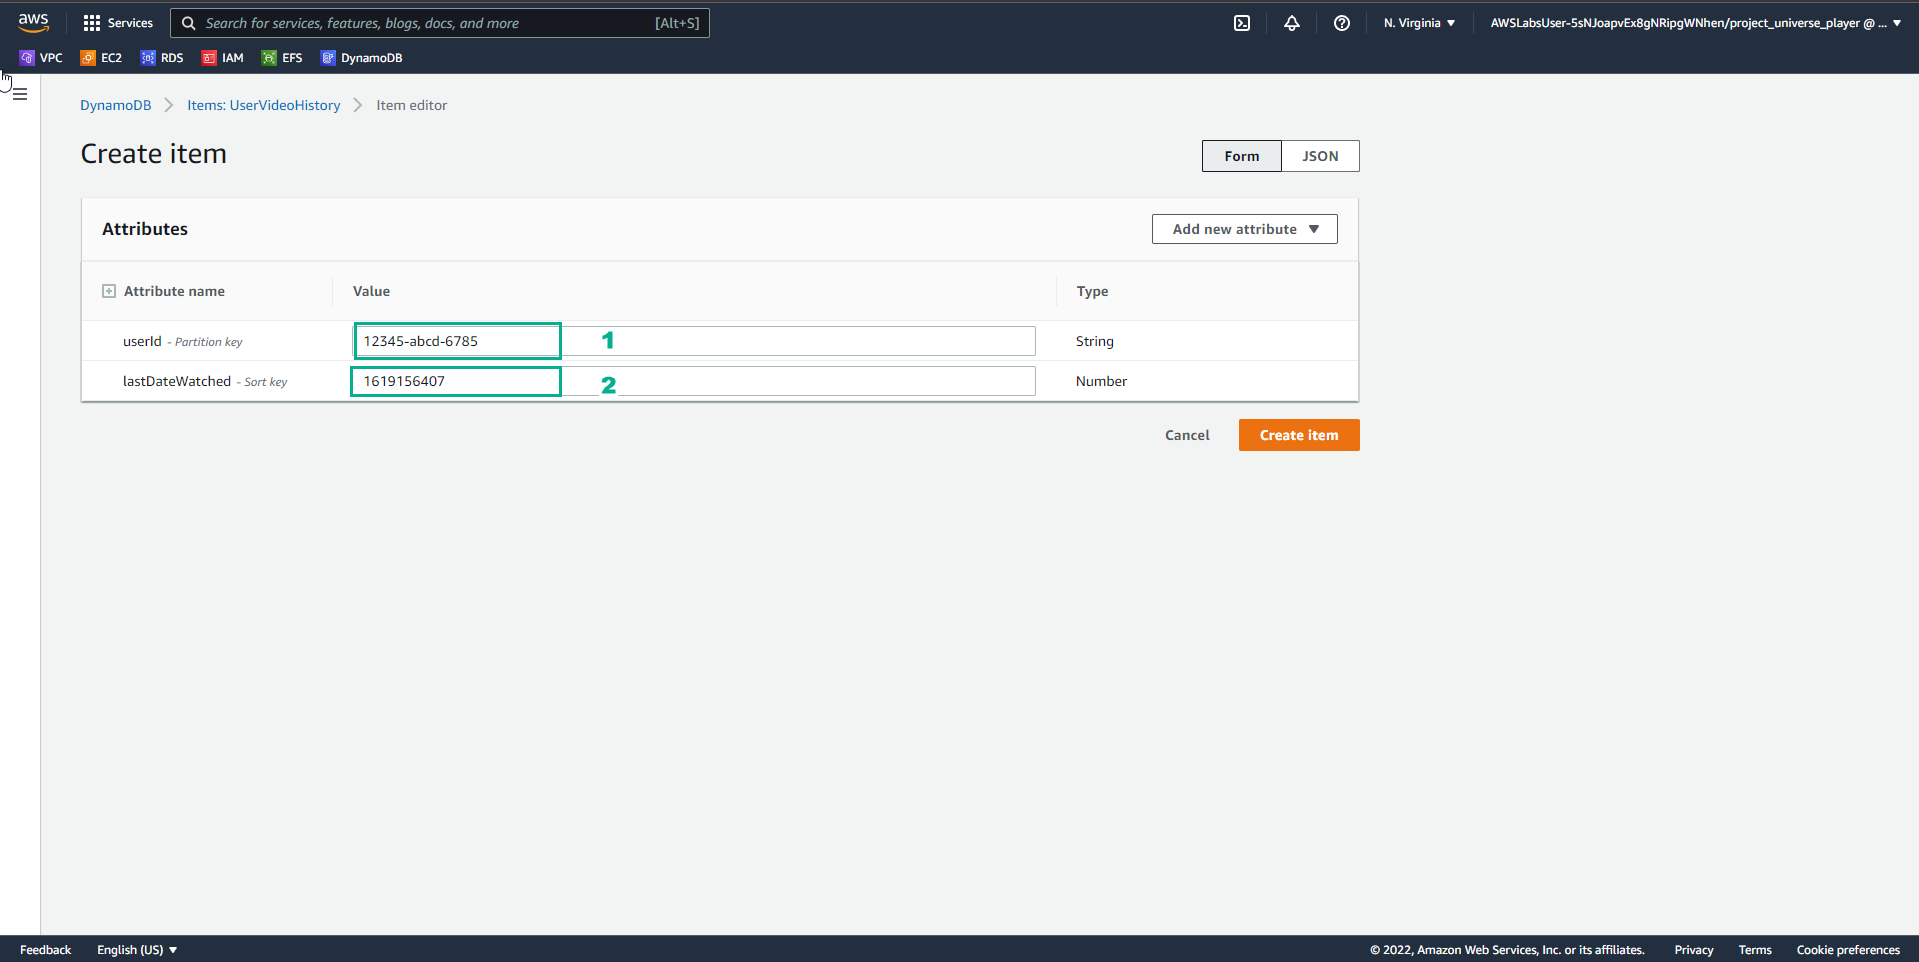 aws
Services
Search for services, features, blogs, docs, and more [Alt+S]
N. Virginia
AWSLabsUser-5sNJoapvEx8gNRipgWNhen/project_universe_player @ ...
VPC EC2 RDS IAM EFS DynamoDB
DynamoDB Items: UserVideoHistory Item editor
Create item
Form JSON
Attributes
Add new attribute
Attribute name Value Type
userId - Partition key 12345-abcd-6785 1 String
lastDateWatched - Sort key 1619156407 2 Number
Cancel Create item
Feedback English (US) © 2022, Amazon Web Services, Inc. or its affiliates. Privacy Terms Cookie preferences